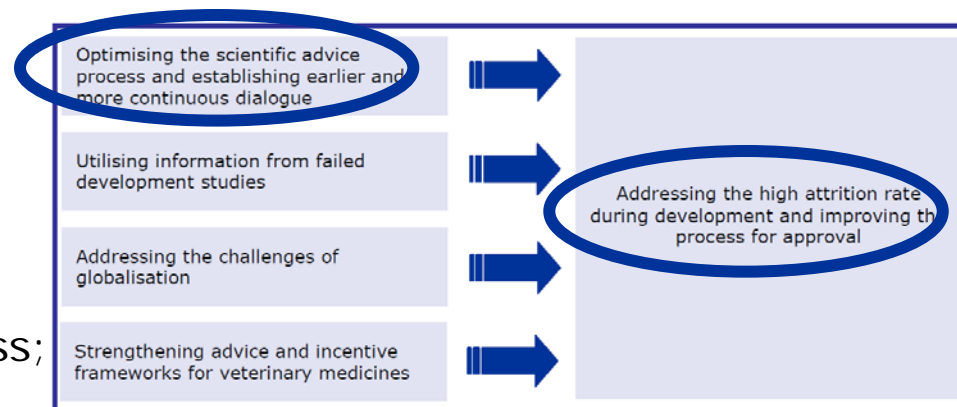 Optimising the scientific advice
process and establishing earlier and
more continuous dialogue
Utilising information from failed
development studies
Addressing the challenges of
globalisation
ss;
Strengthening advice and incentive
frameworks for veterinary medicines
Addressing the high attrition rate
during development and improving th
process for approval